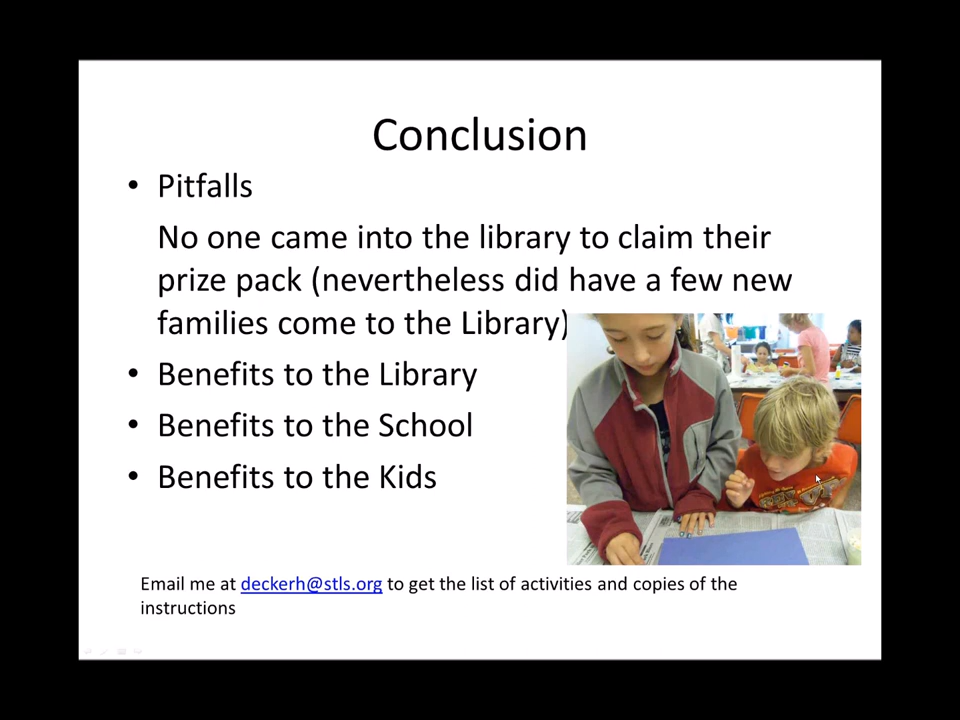 Conclusion
• Pitfalls
No one came into the library to claim their
prize pack (nevertheless did have a few new
families come to the Library)
• Benefits to the Library
• Benefits to the School
• Benefits to the Kids
Email me at deckerh@stls.org to get the list of activities and copies of the
instructions